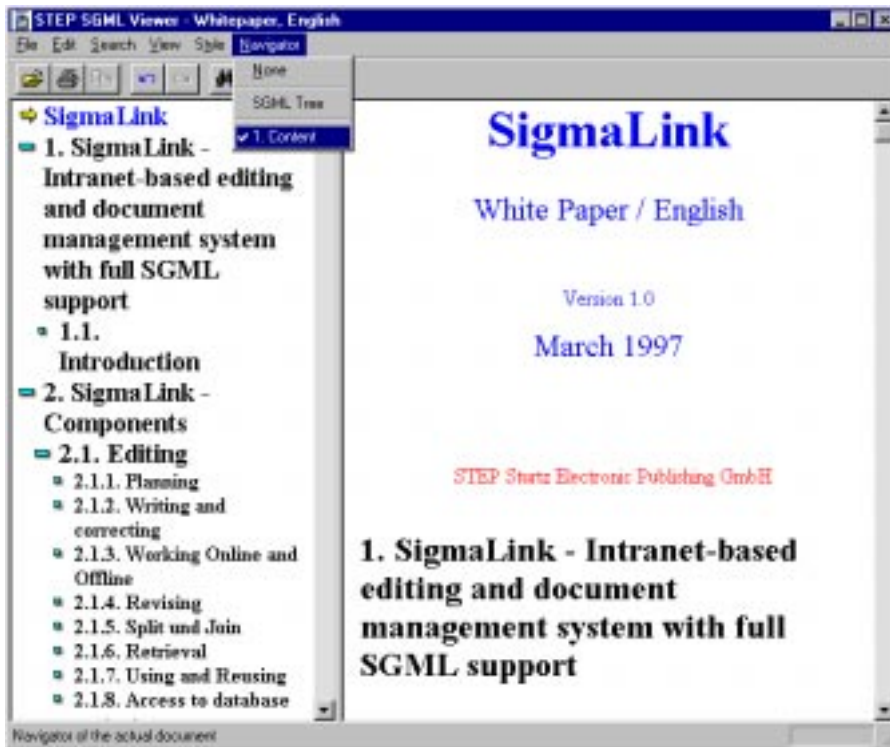 STEP SGML Viewer - Whitepaper, English
File Edit Search View Style Navigator
None
SGML Tree
1. Content
SigmaLink
1. SigmaLink -
Intranet-based editing
and document
management system
with full SGML
support
1.1.
Introduction
2. SigmaLink -
Components
2.1. Editing
2.1.1. Planning
2.1.2. Writing and
correcting
2.1.3. Working Online and
Offline
2.1.4. Revising
2.1.5. Split und Join
2.1.6. Retrieval
2.1.7. Using and Reusing
2.1.8. Access to database
SigmaLink
White Paper / English
Version 1.0
March 1997
STEP Sturtz Electronic Publishing GmbH
1. SigmaLink - Intranet-based
editing and document
management system with full
SGML support
Navigator of the actual document